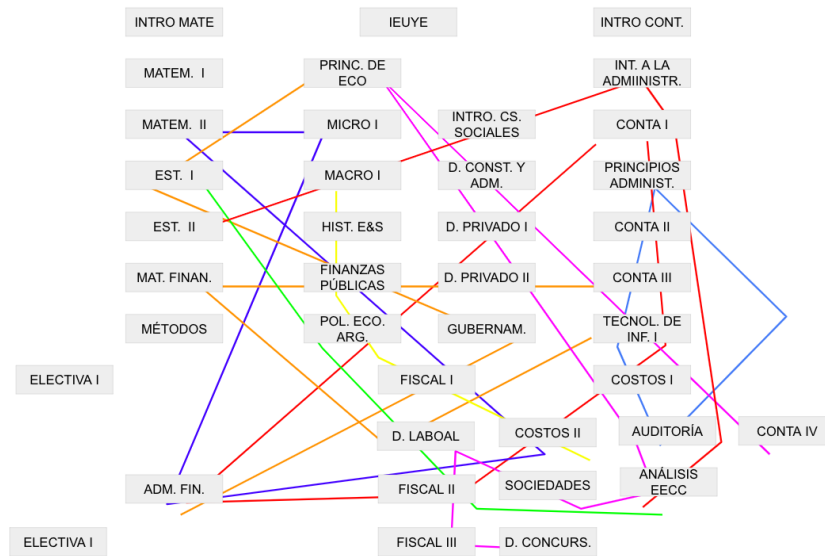 INTRO MATE
IEUYE
INTRO CONT.
MATEM. I
PRINC. DE
ECO
INT. A LA
ADMIINISTR.
MATEM. II
MICRO I
INTRO. CS.
SOCIALES
CONTA I
EST. I
MACRO I
D. CONST. Y
ADM.
PRINCIPIOS
ADMINIST.
EST. II
HIST. E&S
D. PRIVADO I
CONTA II
MAT. FINAN.
FINANZAS
PÚBLICAS
D. PRIVADO II
CONTA III
MÉTODOS
POL. ECO.
ARG.
GUBERNAM.
TECNOL. DE
INF. I
ELECTIVA I
FISCAL I
COSTOS I
D. LABOAL
COSTOS II
AUDITORÍA
CONTA IV
ADM. FIN.
FISCAL II
SOCIEDADES
ANÁLISIS
EECC
ELECTIVA I
FISCAL III
D. CONCURS.